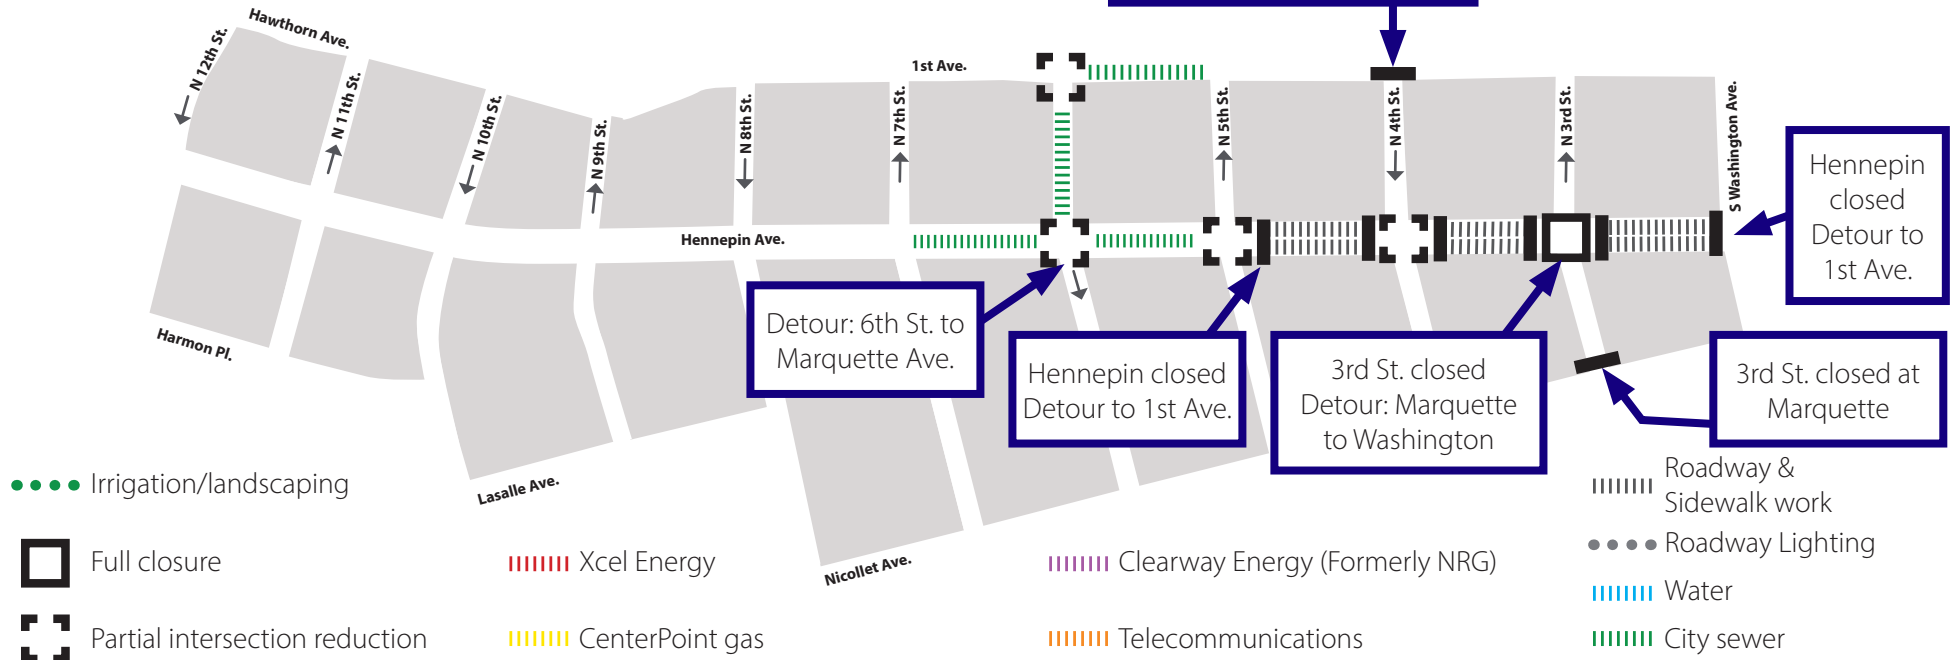 Hawthorn Ave.
N 12th St.
N 11th St.
N 10th St.
N 9th St.
N 8th St.
N 7th St.
1st Ave.
N 5th St.
N 4th St.
N 3rd St.
S Washington Ave.
Hennepin Ave.
Hennepin
closed
Detour to
1st Ave.
Detour: 6th St. to
Marquette Ave.
Hennepin closed
Detour to 1st Ave.
3rd St. closed
Detour: Marquette
to Washington
3rd St. closed at
Marquette
Harmon Pl.
Lasalle Ave.
Nicollet Ave.
Irrigation/landscaping
Full closure
Partial intersection reduction
Xcel Energy
CenterPoint gas
Clearway Energy (Formerly NRG)
Telecommunications
Roadway &
Sidewalk work
Roadway Lighting
Water
City sewer